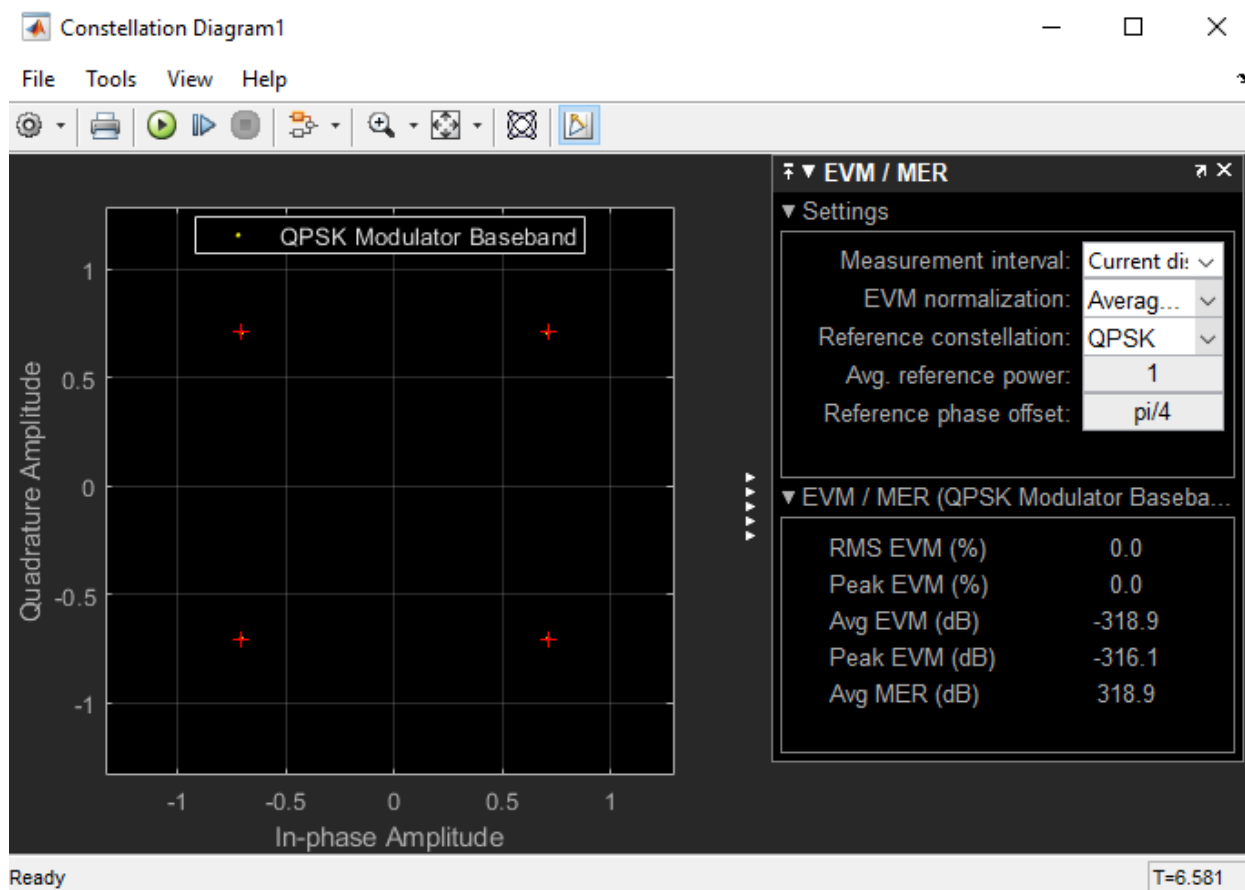 Constellation Diagram1
File Tools View Help
QPSK Modulator Baseband
1
0.5
0
-0.5
-1
Quadrature Amplitude
-1 -0.5 0 0.5 1
In-phase Amplitude
EVM / MER
Settings
Measurement interval: Current di
EVM normalization: Averag...
Reference constellation: QPSK
Avg. reference power: 1
Reference phase offset: pi/4
EVM / MER (QPSK Modulator Baseba...
RMS EVM (%) 0.0
Peak EVM (%) 0.0
Avg EVM (dB) -318.9
Peak EVM (dB) -316.1
Avg MER (dB) 318.9
Ready T=6.581